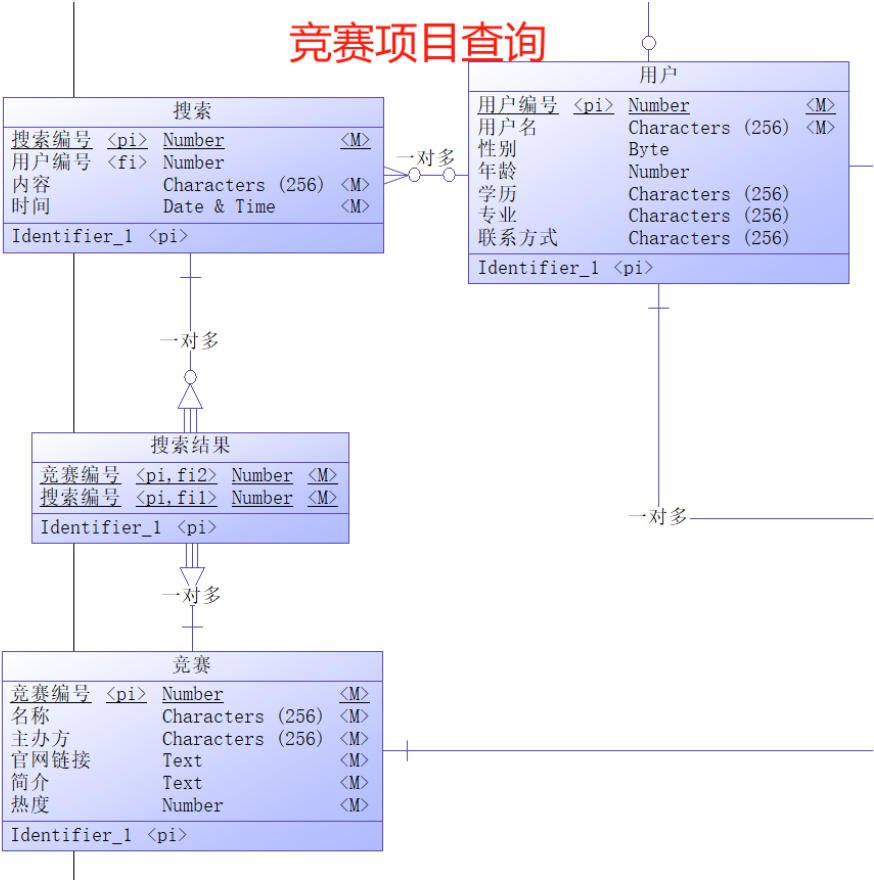 竞赛项目查询
用户
用户编号 <pi> Number <M>
用户名 Characters (256) <M>
性别 Byte
年龄 Number
学历 Characters (256)
专业 Characters (256)
联系方式 Characters (256)
Identifier_1 <pi>
搜索
搜索编号 <pi> Number <M>
用户编号 <fi> Number
内容 Characters (256) <M>
时间 Date & Time <M>
Identifier_1 <pi>
一对多
一对多
搜索结果
竞赛编号 <pi,fi2> Number <M>
搜索编号 <pi,fi1> Number <M>
Identifier_1 <pi>
一对多
一对多
竞赛
竞赛编号 <pi> Number <M>
名称 Characters (256) <M>
主办方 Characters (256) <M>
官网链接 Text <M>
简介 Text <M>
热度 Number <M>
Identifier_1 <pi>